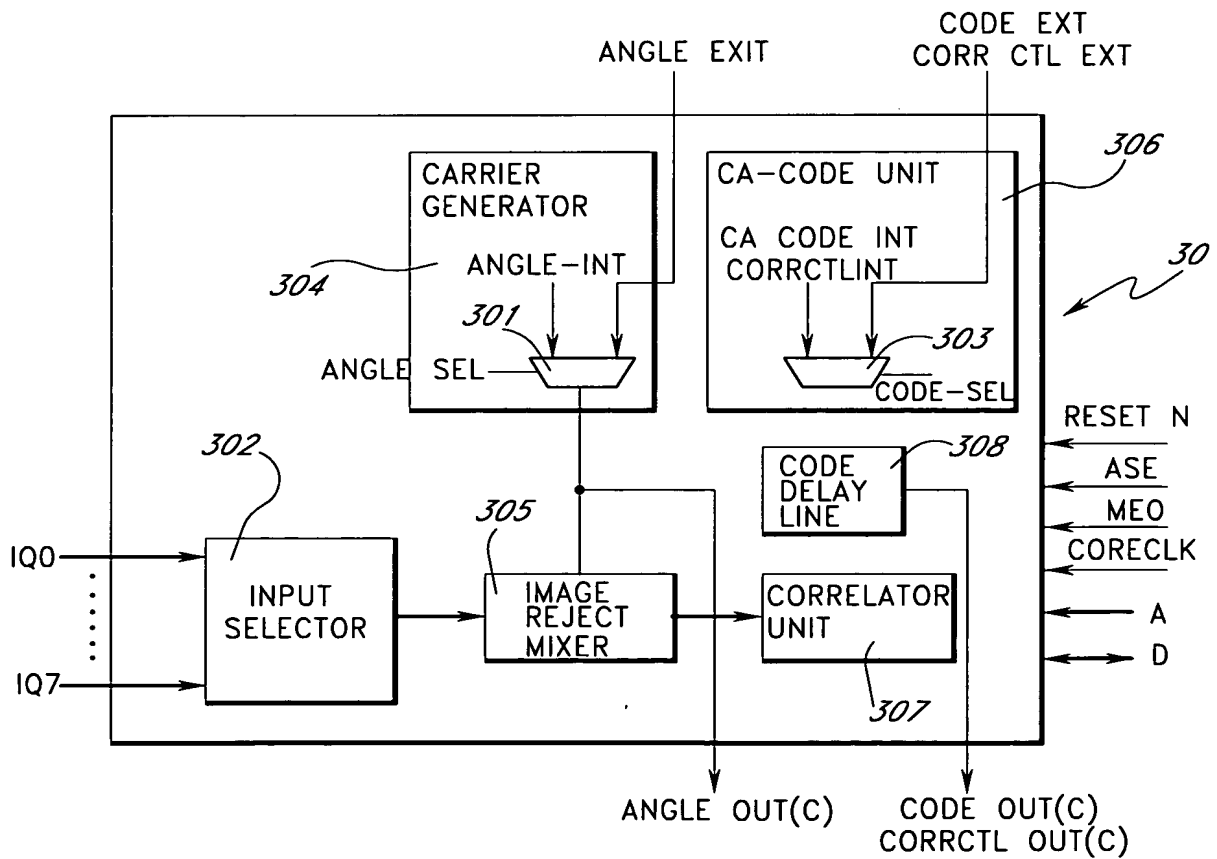 CODE EXT
CORR CTL EXT
ANGLE EXIT
CARRIER
GENERATOR
304
ANGLE-INT
301
ANGLE SEL
CA-CODE UNIT
306
CA CODE INT
CORRCTLINT
303
CODE-SEL
30
RESET N
ASE
MEO
CORECLK
A
D
302
IQ0
IQ7
INPUT
SELECTOR
305
IMAGE
REJECT
MIXER
308
CODE
DELAY
LINE
CORRELATOR
UNIT
307
ANGLE OUT(C)
CODE OUT(C)
CORRCTL OUT(C)